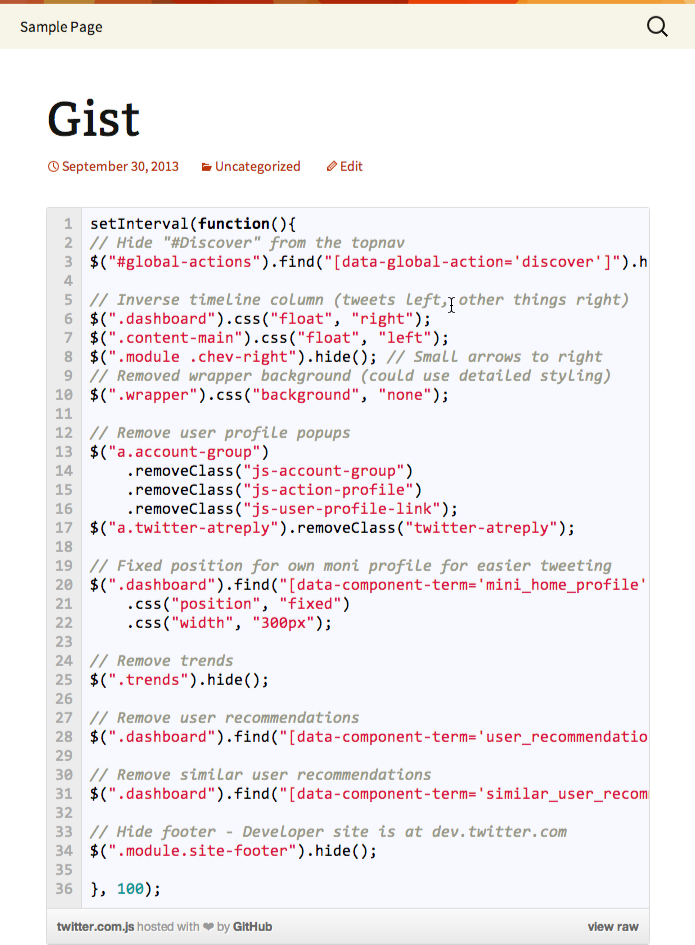 Sample Page
Gist
September 30, 2013 Uncategorized Edit
1 setInterval(function(){
2 // Hide "#Discover" from the topnav
3 $("#global-actions").find("[data-global-action='discover']").h
4
5 // Inverse timeline column (tweets left, other things right)
6 $(".dashboard").css("float", "right");
7 $(".content-main").css("float", "left");
8 $(".module .chev-right").hide(); // Small arrows to right
9 // Removed wrapper background (could use detailed styling)
10 $(".wrapper").css("background", "none");
11
12 // Remove user profile popups
13 $("a.account-group")
14     .removeClass("js-account-group")
15     .removeClass("js-action-profile")
16     .removeClass("js-user-profile-link");
17 $("a.twitter-atreply").removeClass("twitter-atreply");
18
19 // Fixed position for own moni profile for easier tweeting
20 $(".dashboard").find("[data-component-term='mini_home_profile'
21     .css("position", "fixed")
22     .css("width", "300px");
23
24 // Remove trends
25 $(".trends").hide();
26
27 // Remove user recommendations
28 $(".dashboard").find("[data-component-term='user_recommendatio
29
30 // Remove similar user recommendations
31 $(".dashboard").find("[data-component-term='similar_user_recom
32
33 // Hide footer - Developer site is at dev.twitter.com
34 $(".module.site-footer").hide();
35
36 }, 100);
twitter.com.js hosted with ❤ by GitHub view raw